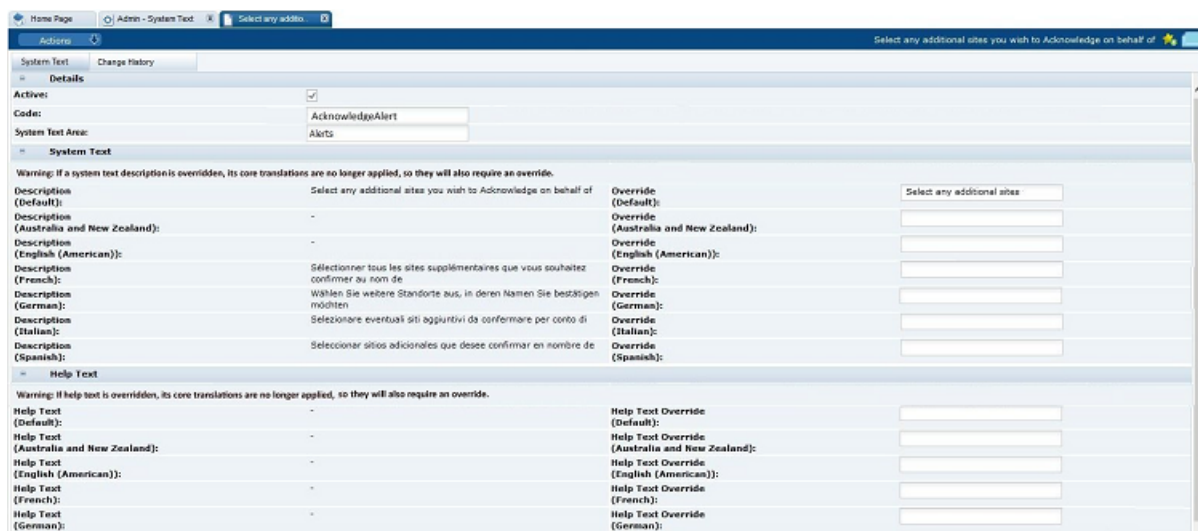 Home Page
Admin - System Text
Select any additio..
Actions
Select any additional sites you wish to Acknowledge on behalf of
System Text
Change History
Details
Active:
Code:
AcknowledgeAlert
System Text Area:
Alerts
System Text
Warning: If a system text description is overridden, its core translations are no longer applied, so they will also require an override.
Description
(Default):
Select any additional sites you wish to Acknowledge on behalf of
Override
(Default):
Select any additional sites
Description
(Australia and New Zealand):
-
Override
(Australia and New Zealand):
Description
(English (American)):
-
Override
(English (American)):
Description
(French):
Sélectionner tous les sites supplémentaires que vous souhaitez
confirmer au nom de
Override
(French):
Description
(German):
Wählen Sie weitere Standorte aus, in deren Namen Sie bestätigen
möchten
Override
(German):
Description
(Italian):
Selezionare eventuali siti aggiuntivi da confermare per conto di
Override
(Italian):
Description
(Spanish):
Seleccionar sitios adicionales que desee confirmar en nombre de
Override
(Spanish):
Help Text
Warning: If help text is overridden, its core translations are no longer applied, so they will also require an override.
Help Text
(Default):
-
Help Text Override
(Default):
Help Text
(Australia and New Zealand):
-
Help Text Override
(Australia and New Zealand):
Help Text
(English (American)):
-
Help Text Override
(English (American)):
Help Text
(French):
-
Help Text Override
(French):
Help Text
(German):
-
Help Text Override
(German):